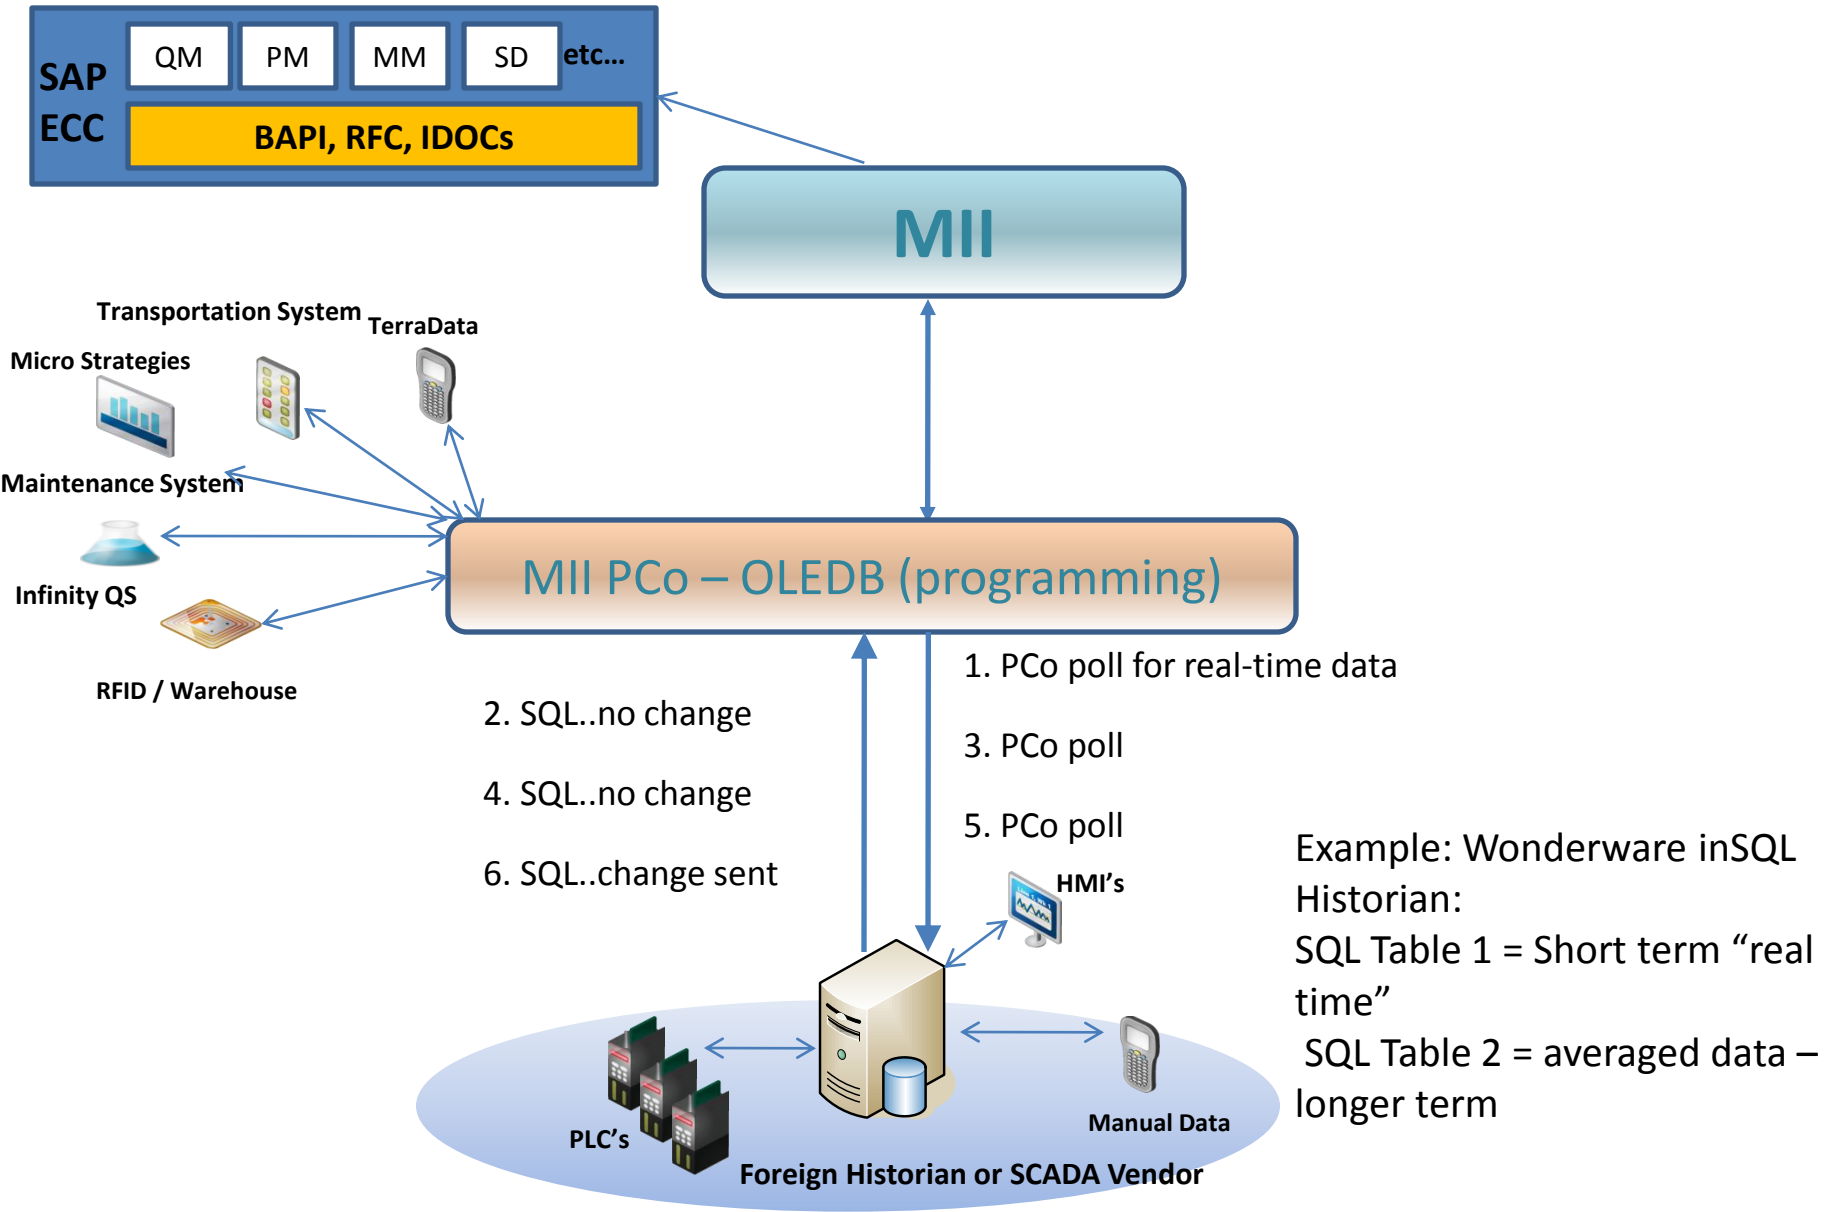 SAP
ECC
QM
PM
MM
SD
etc...
BAPI, RFC, IDOCs
MII
Transportation System
TerraData
Micro Strategies
Maintenance System
Infinity QS
RFID / Warehouse
MII PCo – OLEDB (programming)
1. PCo poll for real-time data
2. SQL..no change
3. PCo poll
4. SQL..no change
5. PCo poll
6. SQL..change sent
HMI’s
Example: Wonderware inSQL
Historian:
SQL Table 1 = Short term “real
time”
SQL Table 2 = averaged data –
longer term
PLC’s
Manual Data
Foreign Historian or SCADA Vendor